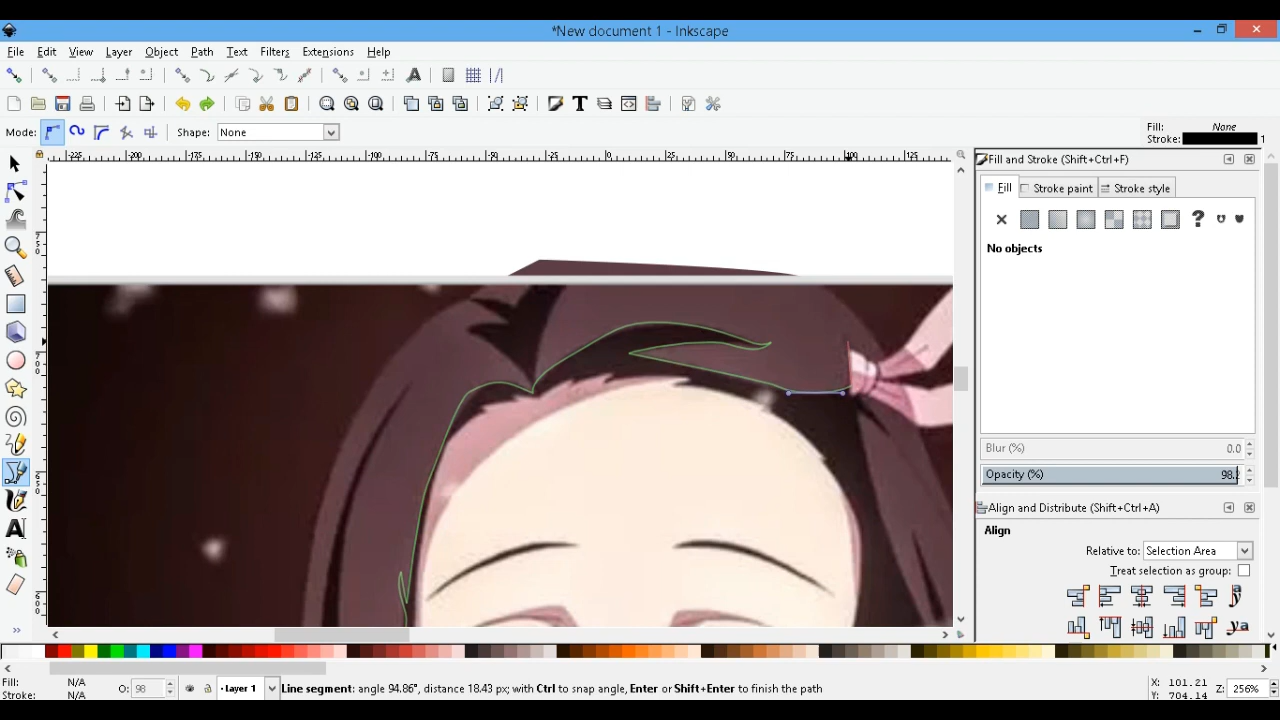 *New document 1 - Inkscape
File Edit View Layer Object Path Text Filters Extensions Help
Mode: Shape: None
Fill: None
Stroke: 1
Fill and Stroke (Shift+Ctrl+F)
Fill Stroke paint Stroke style
No objects
Blur (%) 0.0
Opacity (%) 98.
Align and Distribute (Shift+Ctrl+A)
Align
Relative to: Selection Area
Treat selection as group:
Fill: N/A
Stroke: N/A
O: 98
Layer 1
Line segment: angle 94.86°, distance 18.43 px; with Ctrl to snap angle, Enter or Shift+Enter to finish the path
X: 101.21
Y: 704.14
Z: 256%